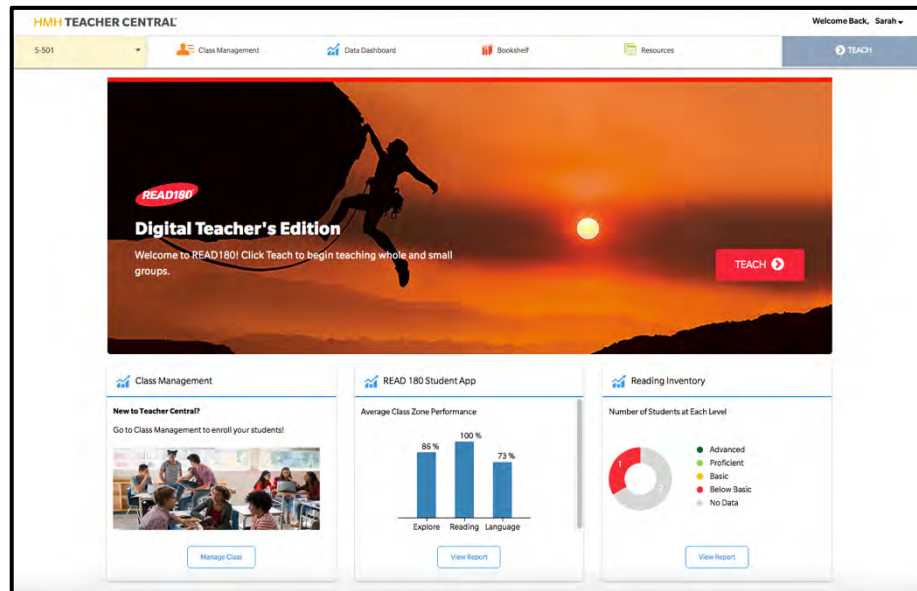 HMH TEACHER CENTRAL
Welcome Back, Sarah
S-501
Class Management
Data Dashboard
Bookshelf
Resources
TEACH
READ180
Digital Teacher's Edition
Welcome to READ180! Click Teach to begin teaching whole and small
groups.
TEACH
Class Management
New to Teacher Central?
Go to Class Management to enroll your students!
Manage Class
READ 180 Student App
Average Class Zone Performance
86 %
100 %
73 %
Explore
Reading
Language
View Report
Reading Inventory
Number of Students at Each Level
1
2
Advanced
Proficient
Basic
Below Basic
No Data
View Report